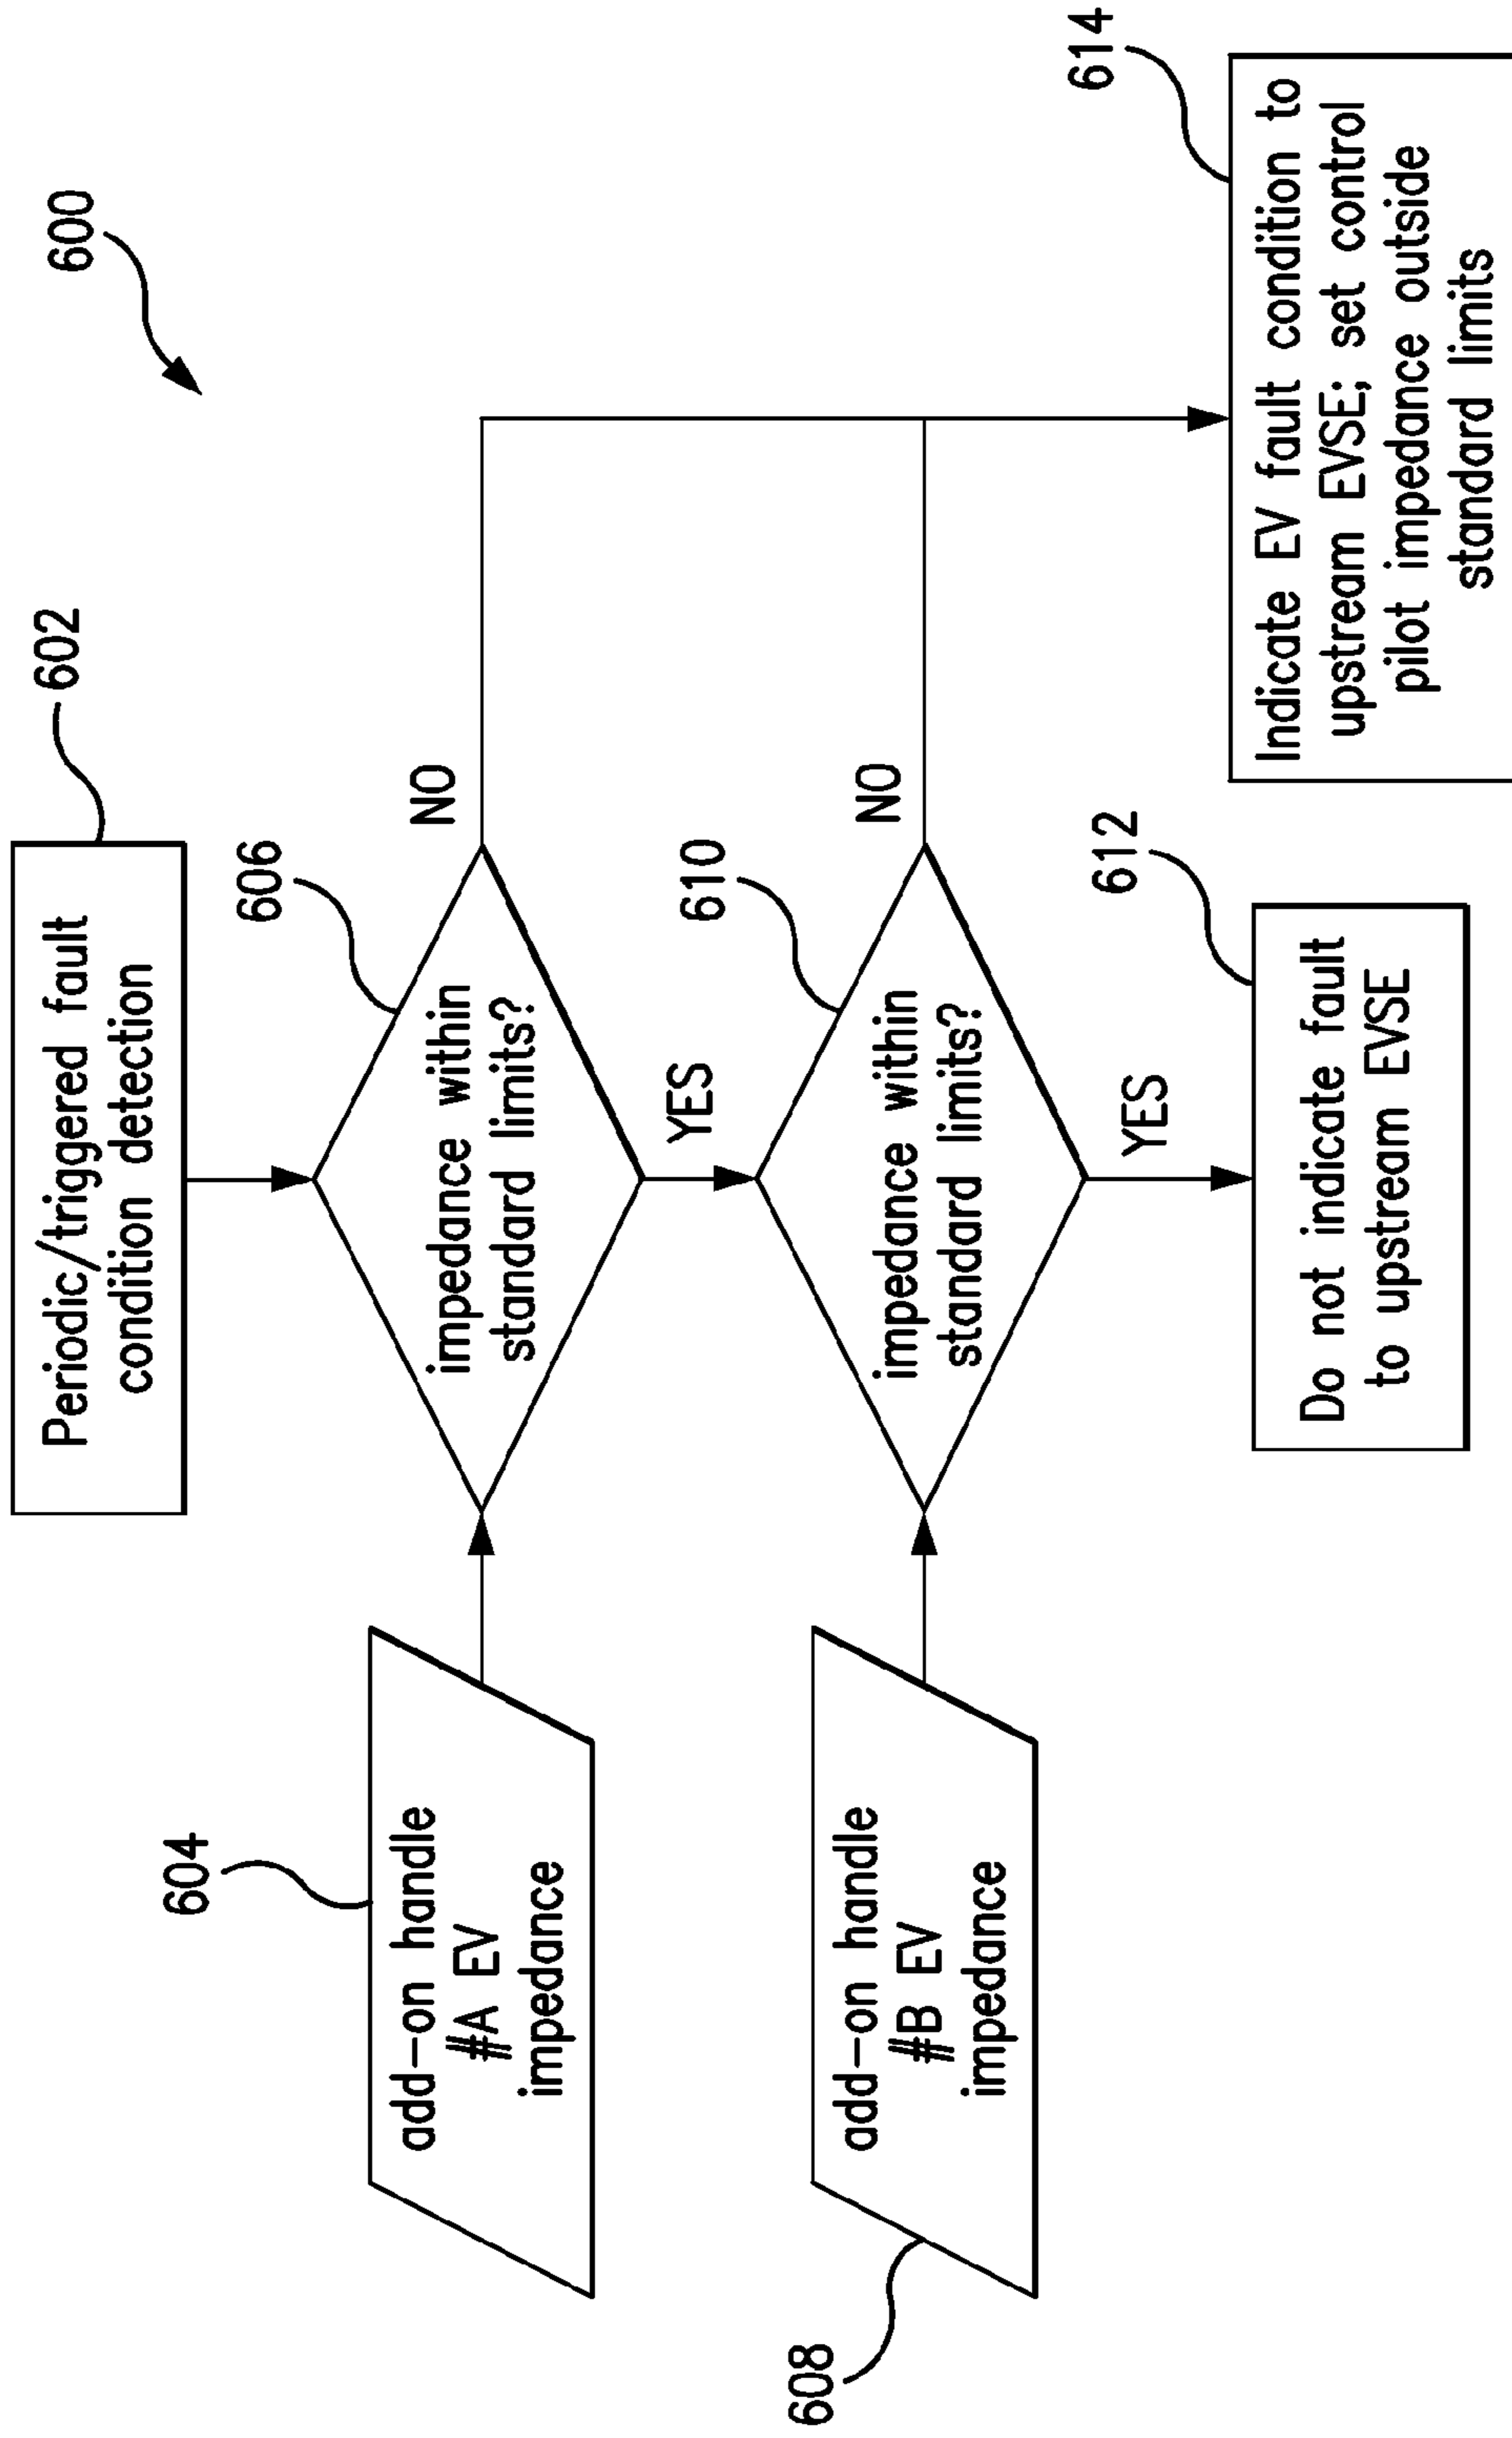 600
602
Periodic/triggered fault
condition detection
604
add-on handle
#A EV
impedance
606
impedance within
standard limits?
NO
YES
608
add-on handle
#B EV
impedance
610
impedance within
standard limits?
NO
YES
612
Do not indicate fault
to upstream EVSE
614
Indicate EV fault condition to
upstream EVSE; set control
pilot impedance outside
standard limits